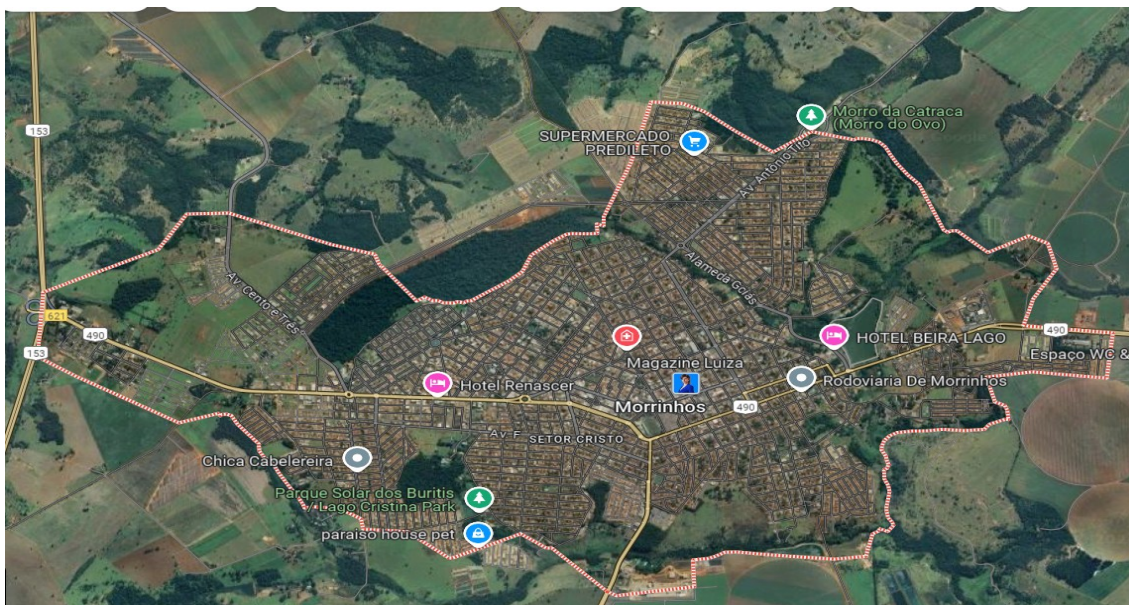 Morro da Catraca
(Morro do Ovo)
SUPERMERCADO
PREDILETO
153
Av. Antônio Tito
Alameda Goiás
Av. Cento e Três
621
490
490
153
HOTEL BEIRA LAGO
Espaço WC &
Magazine Luiza
Rodoviaria De Morrinhos
Hotel Renascer
Morrinhos
490
Av. F
SETOR CRISTO
Chica Cabelereira
Parque Solar dos Buritis
/ Lago Cristina Park
paraiso house pet